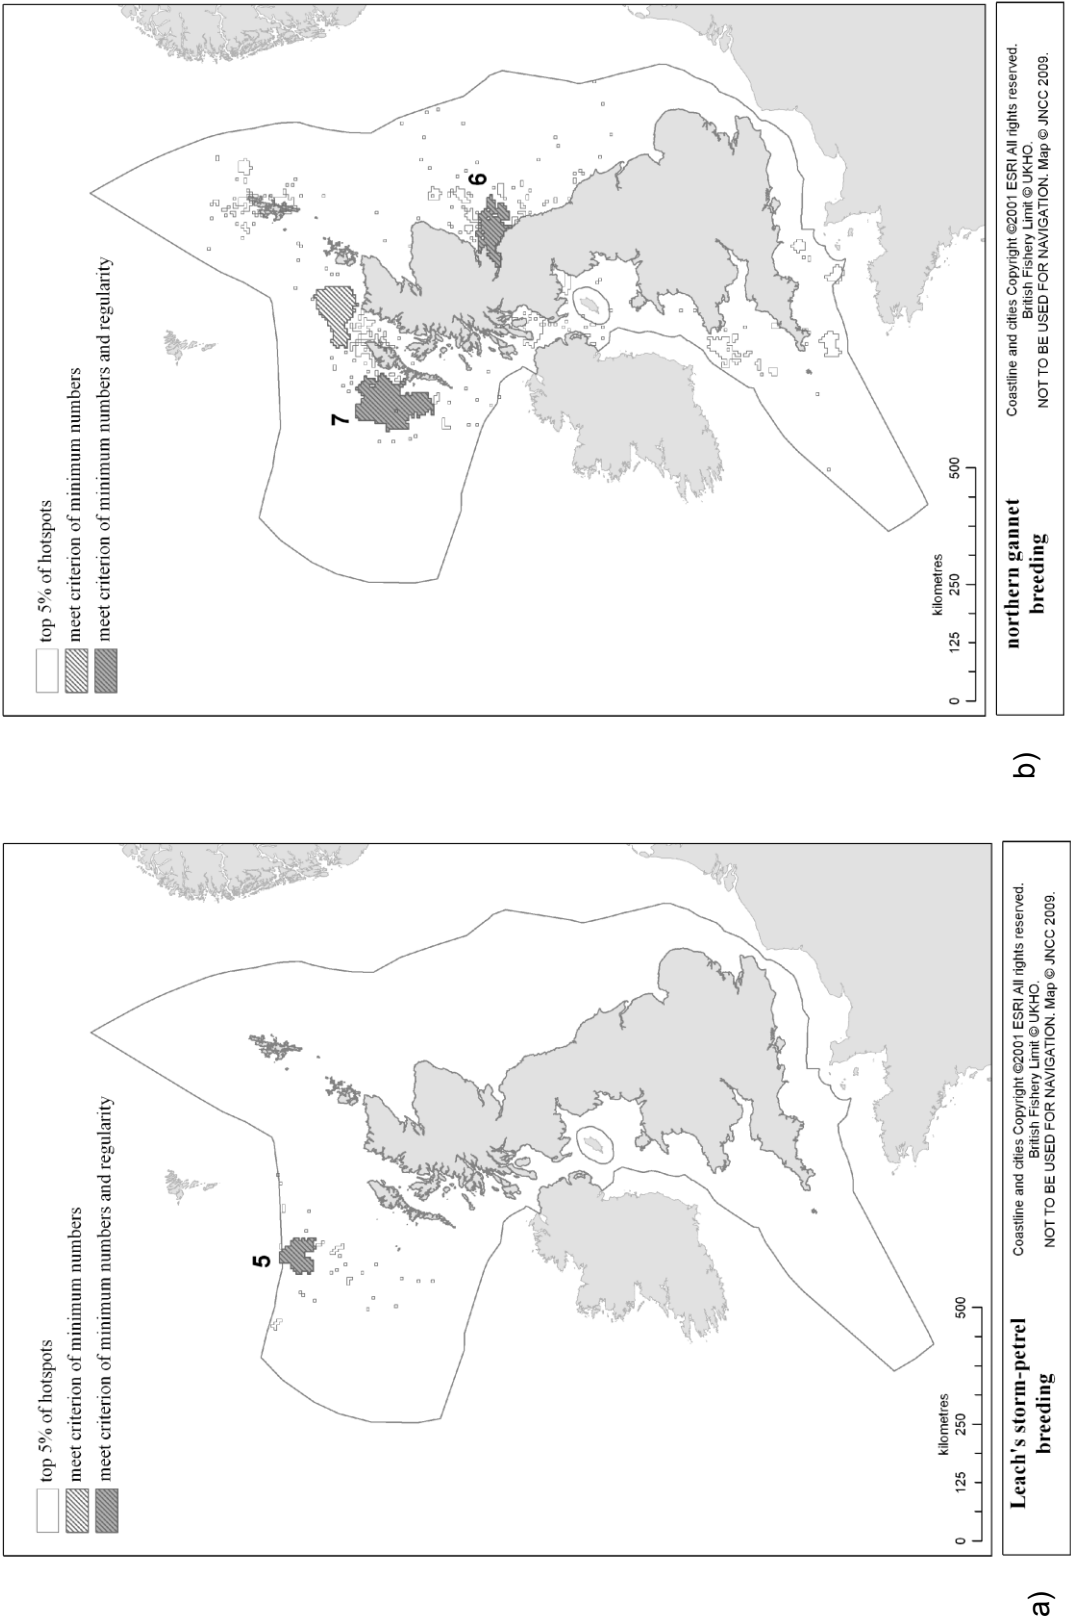 top 5% of hotspots
meet criterion of minimum numbers
meet criterion of minimum numbers and regularity
5
kilometres
0 125 250 500
Leach's storm-petrel
breeding
Coastline and cities Copyright ©2001 ESRI All rights reserved.
British Fishery Limit © UKHO.
NOT TO BE USED FOR NAVIGATION. Map © JNCC 2009.
a)
top 5% of hotspots
meet criterion of minimum numbers
meet criterion of minimum numbers and regularity
7
6
kilometres
0 125 250 500
northern gannet
breeding
Coastline and cities Copyright ©2001 ESRI All rights reserved.
British Fishery Limit © UKHO.
NOT TO BE USED FOR NAVIGATION. Map © JNCC 2009.
b)